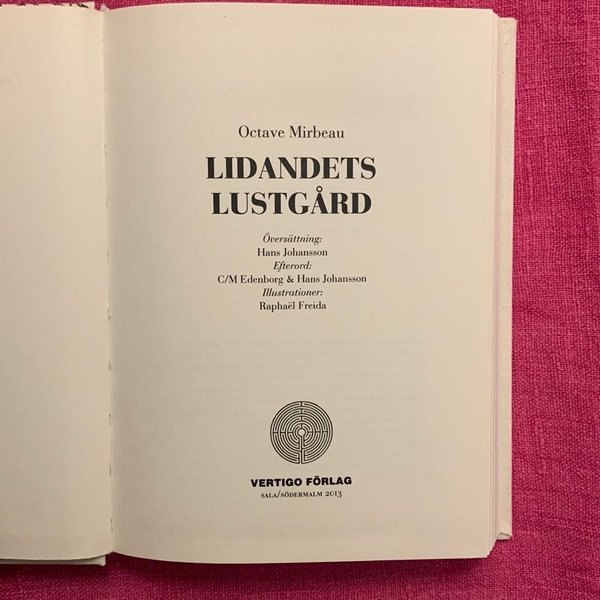 Octave Mirbeau
LIDANDETS
LUSTGÅRD
Översättning:
Hans Johansson
Efterord:
C/M Edenborg & Hans Johansson
Illustrationer:
Raphaël Freida
VERTIGO FÖRLAG
SALA/SÖDERMALM 2013